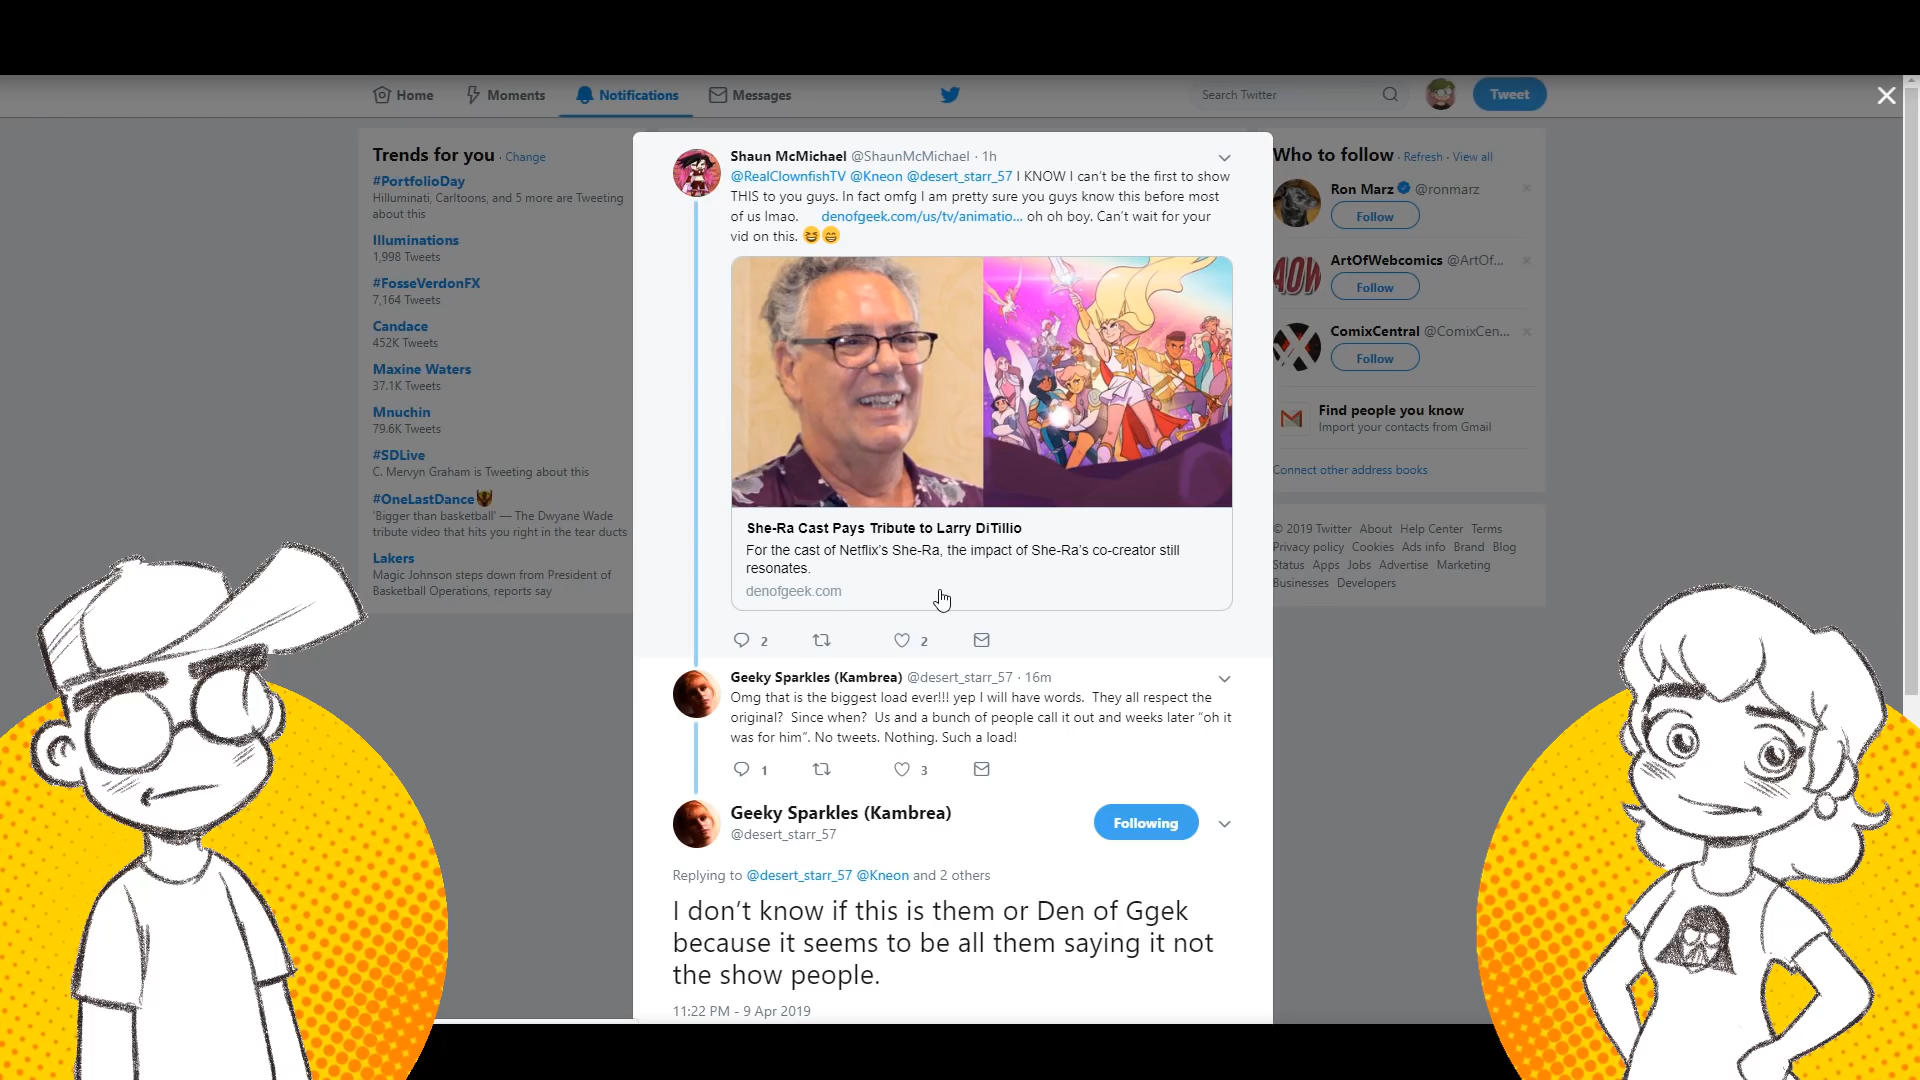 Home
Moments
Notifications
Messages
Search Twitter
Tweet
Trends for you · Change
#PortfolioDay
Hilluminati, Carltoons, and 5 more are Tweeting
about this
Illuminations
1,998 Tweets
#FosseVerdonFX
7,164 Tweets
Candace
452K Tweets
Maxine Waters
37.1K Tweets
Mnuchin
79.6K Tweets
#SDLive
C. Mervyn Graham is Tweeting about this
#OneLastDance
'Bigger than basketball' — The Dwyane Wade
tribute video that hits you right in the tear ducts
Lakers
Magic Johnson steps down from President of
Basketball Operations, reports say
Shaun McMichael @ShaunMcMichael · 1h
@RealClownfishTV @Kneon @desert_starr_57 I KNOW I can't be the first to show
THIS to you guys. In fact omfg I am pretty sure you guys know this before most
of us lmao. denofgeek.com/us/tv/animatio... oh oh boy. Can't wait for your
vid on this. 😆😁
She-Ra Cast Pays Tribute to Larry DiTillio
For the cast of Netflix's She-Ra, the impact of She-Ra's co-creator still
resonates.
denofgeek.com
2
2
Geeky Sparkles (Kambrea) @desert_starr_57 · 16m
Omg that is the biggest load ever!!! yep I will have words. They all respect the
original? Since when? Us and a bunch of people call it out and weeks later "oh it
was for him". No tweets. Nothing. Such a load!
1
3
Geeky Sparkles (Kambrea)
@desert_starr_57
Following
Replying to @desert_starr_57 @Kneon and 2 others
I don't know if this is them or Den of Ggek
because it seems to be all them saying it not
the show people.
11:22 PM - 9 Apr 2019
Who to follow · Refresh · View all
Ron Marz @ronmarz
Follow
AOW
ArtOfWebcomics @ArtOf...
Follow
ComixCentral @ComixCen...
Follow
Find people you know
Import your contacts from Gmail
Connect other address books
© 2019 Twitter About Help Center Terms
Privacy policy Cookies Ads info Brand Blog
Status Apps Jobs Advertise Marketing
Businesses Developers